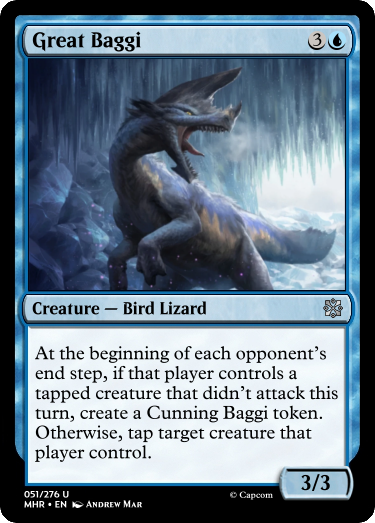 Great Baggi 3
Creature — Bird Lizard
At the beginning of each opponent's
end step, if that player controls a
tapped creature that didn't attack this
turn, create a Cunning Baggi token.
Otherwise, tap target creature that
player control.
3/3
051/276 U
MHR • EN Andrew Mar
© Capcom